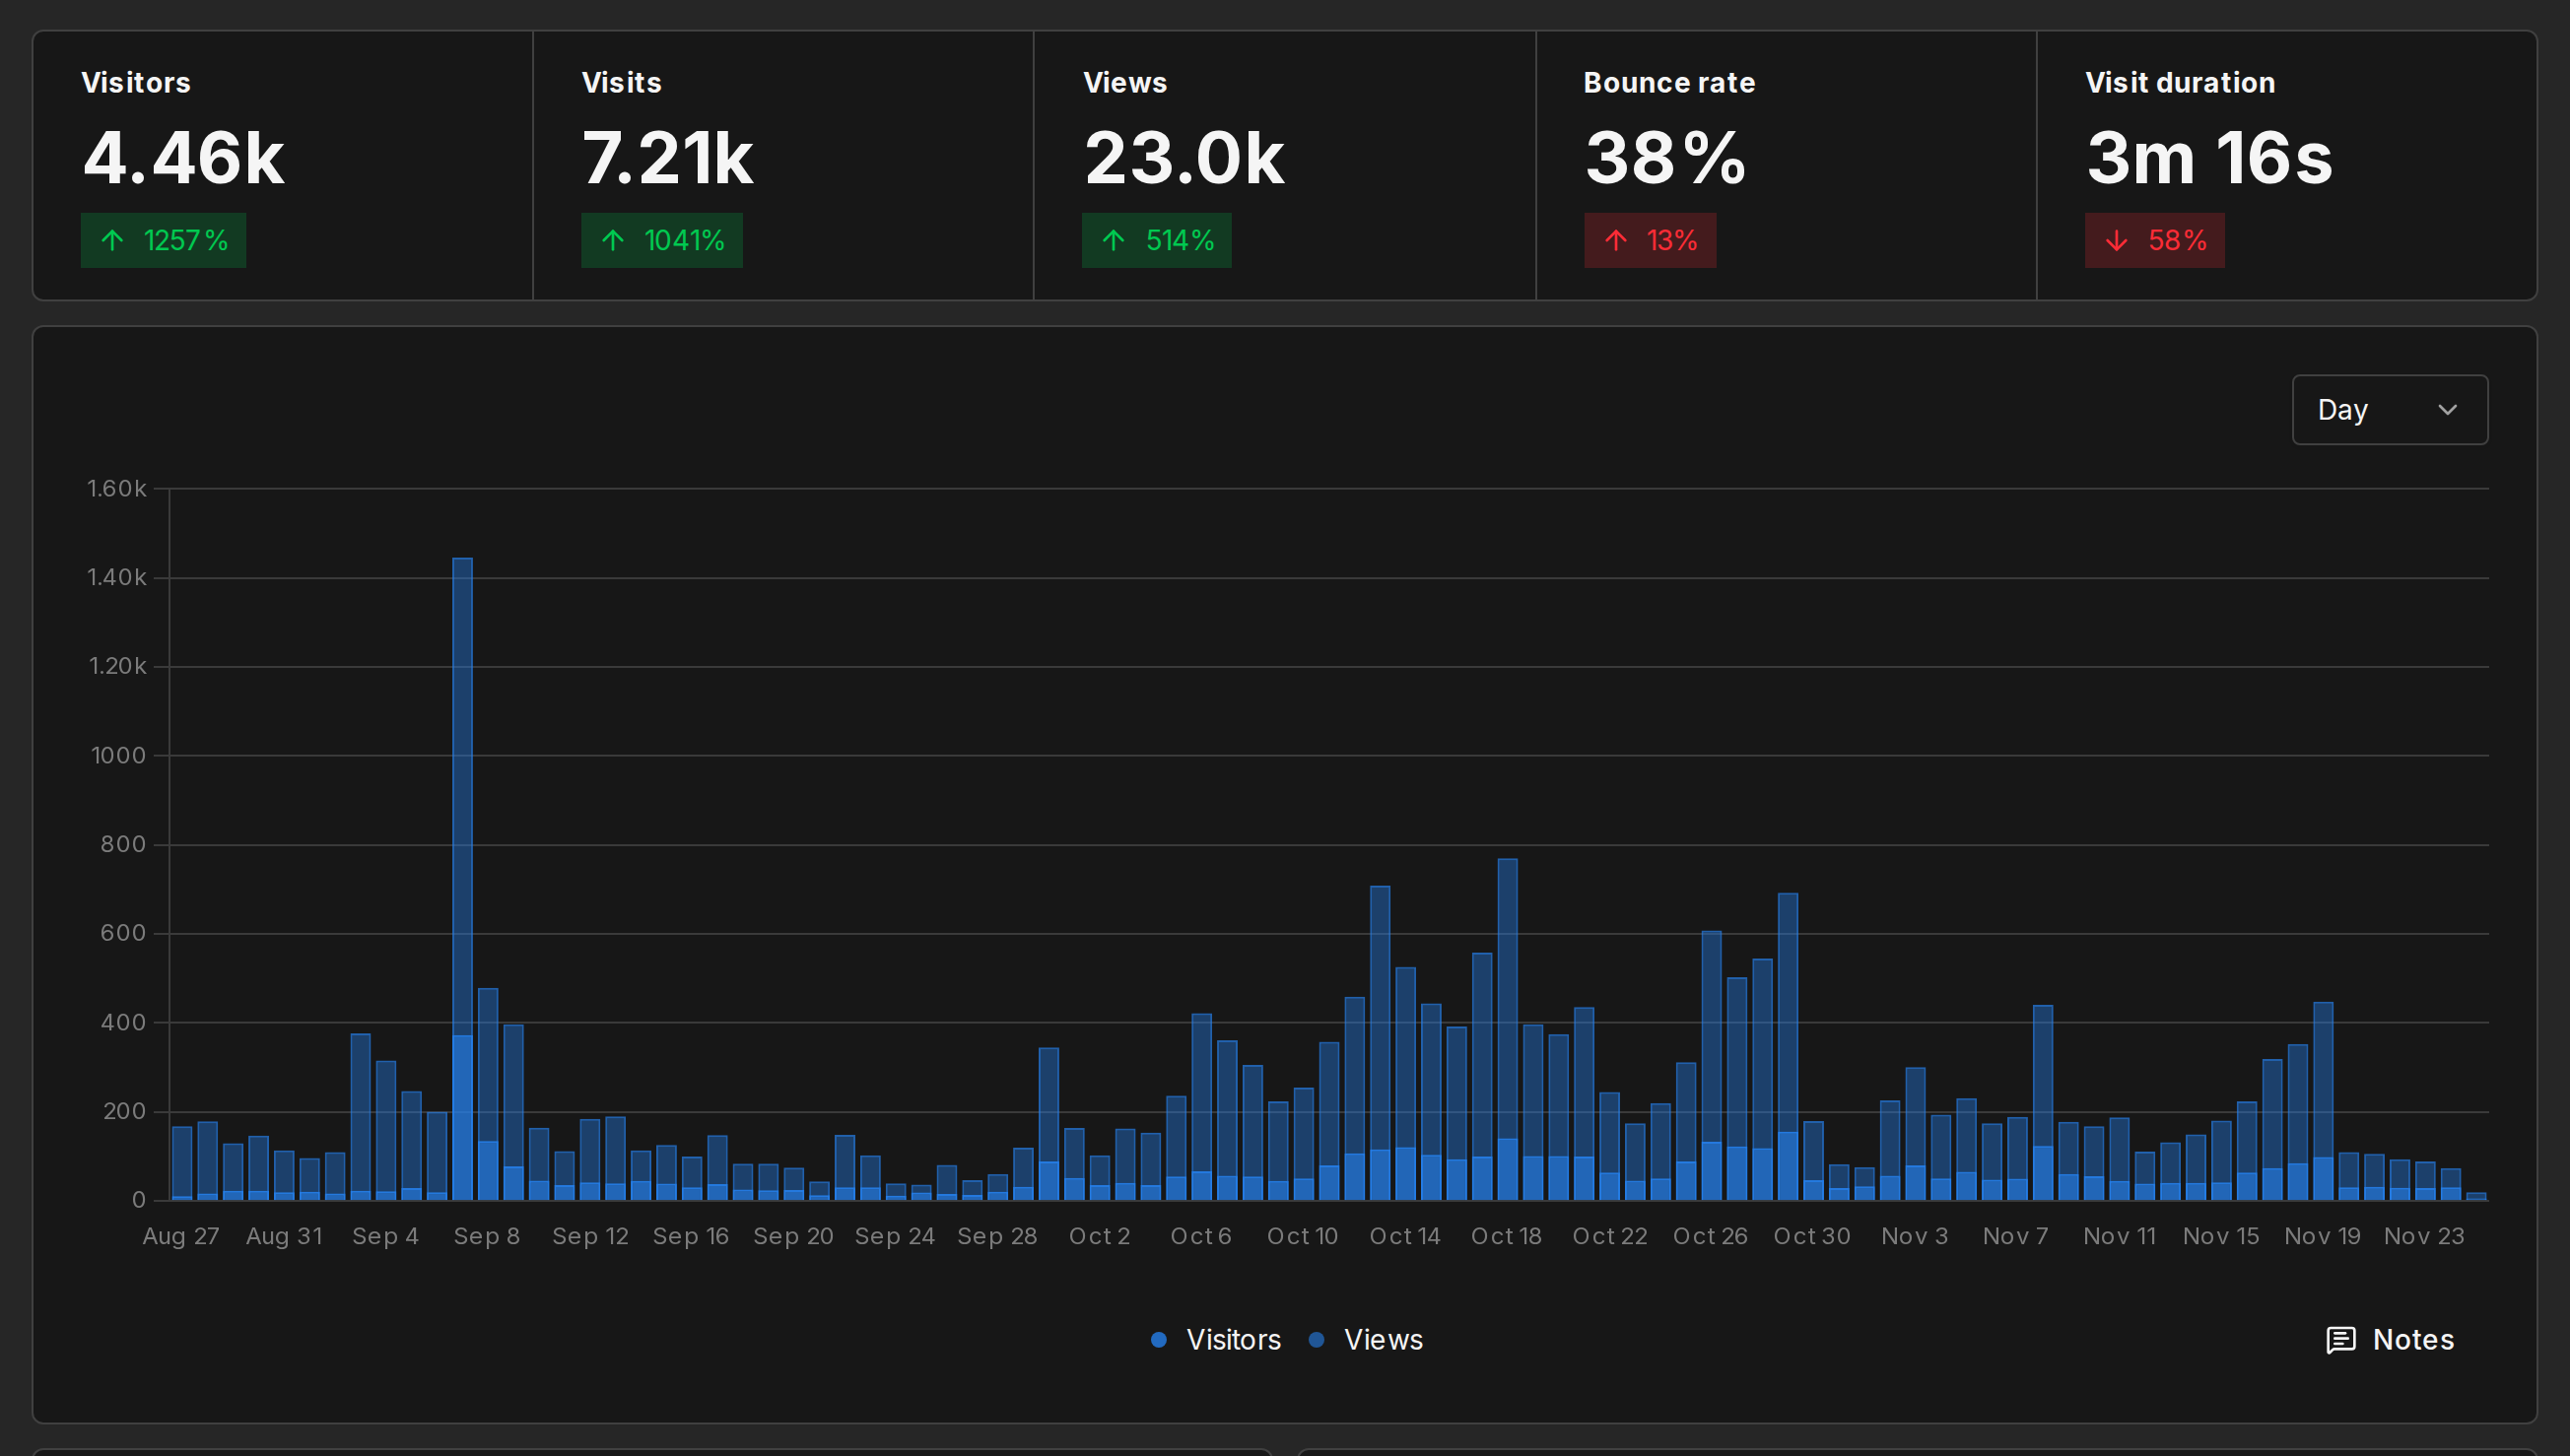 Visitors
Visits
Views
Bounce rate
Visit duration
4.46k
7.21k
23.0k
38%
3m 16s
↑ 1257%
↑ 1041%
↑ 514%
↑ 13%
↓ 58%
Day
1.60k
1.40k
1.20k
1000
800
600
400
200
0
Aug 27 Aug 31 Sep 4 Sep 8 Sep 12 Sep 16 Sep 20 Sep 24 Sep 28 Oct 2 Oct 6 Oct 10 Oct 14 Oct 18 Oct 22 Oct 26 Oct 30 Nov 3 Nov 7 Nov 11 Nov 15 Nov 19 Nov 23
Visitors Views
Notes